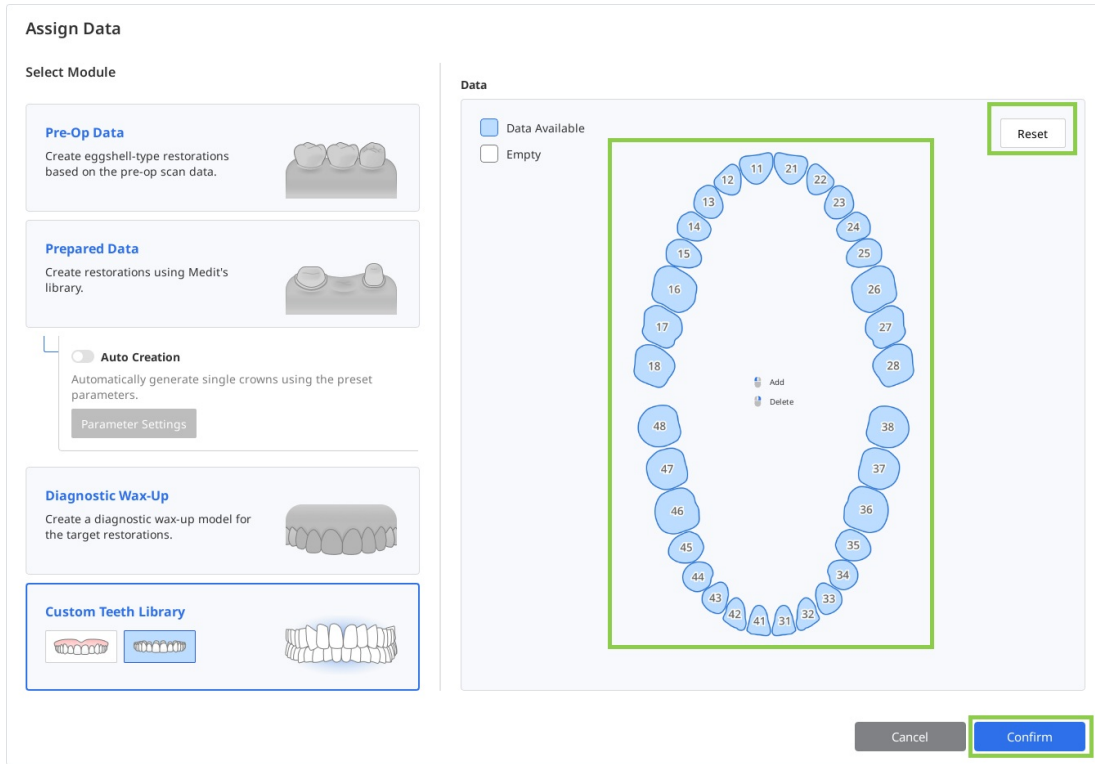 Assign Data
Select Module
Pre-Op Data
Create eggshell-type restorations
based on the pre-op scan data.
Prepared Data
Create restorations using Medit's
library.
Auto Creation
Automatically generate single crowns using the preset
parameters.
Parameter Settings
Diagnostic Wax-Up
Create a diagnostic wax-up model for
the target restorations.
Custom Teeth Library
Data
Data Available
Empty
Reset
11 21
12 22
13 23
14 24
15 25
16 26
17 27
18 28
Add
Delete
48 38
47 37
46 36
45 35
44 34
43 33
42 32
41 31
Cancel
Confirm